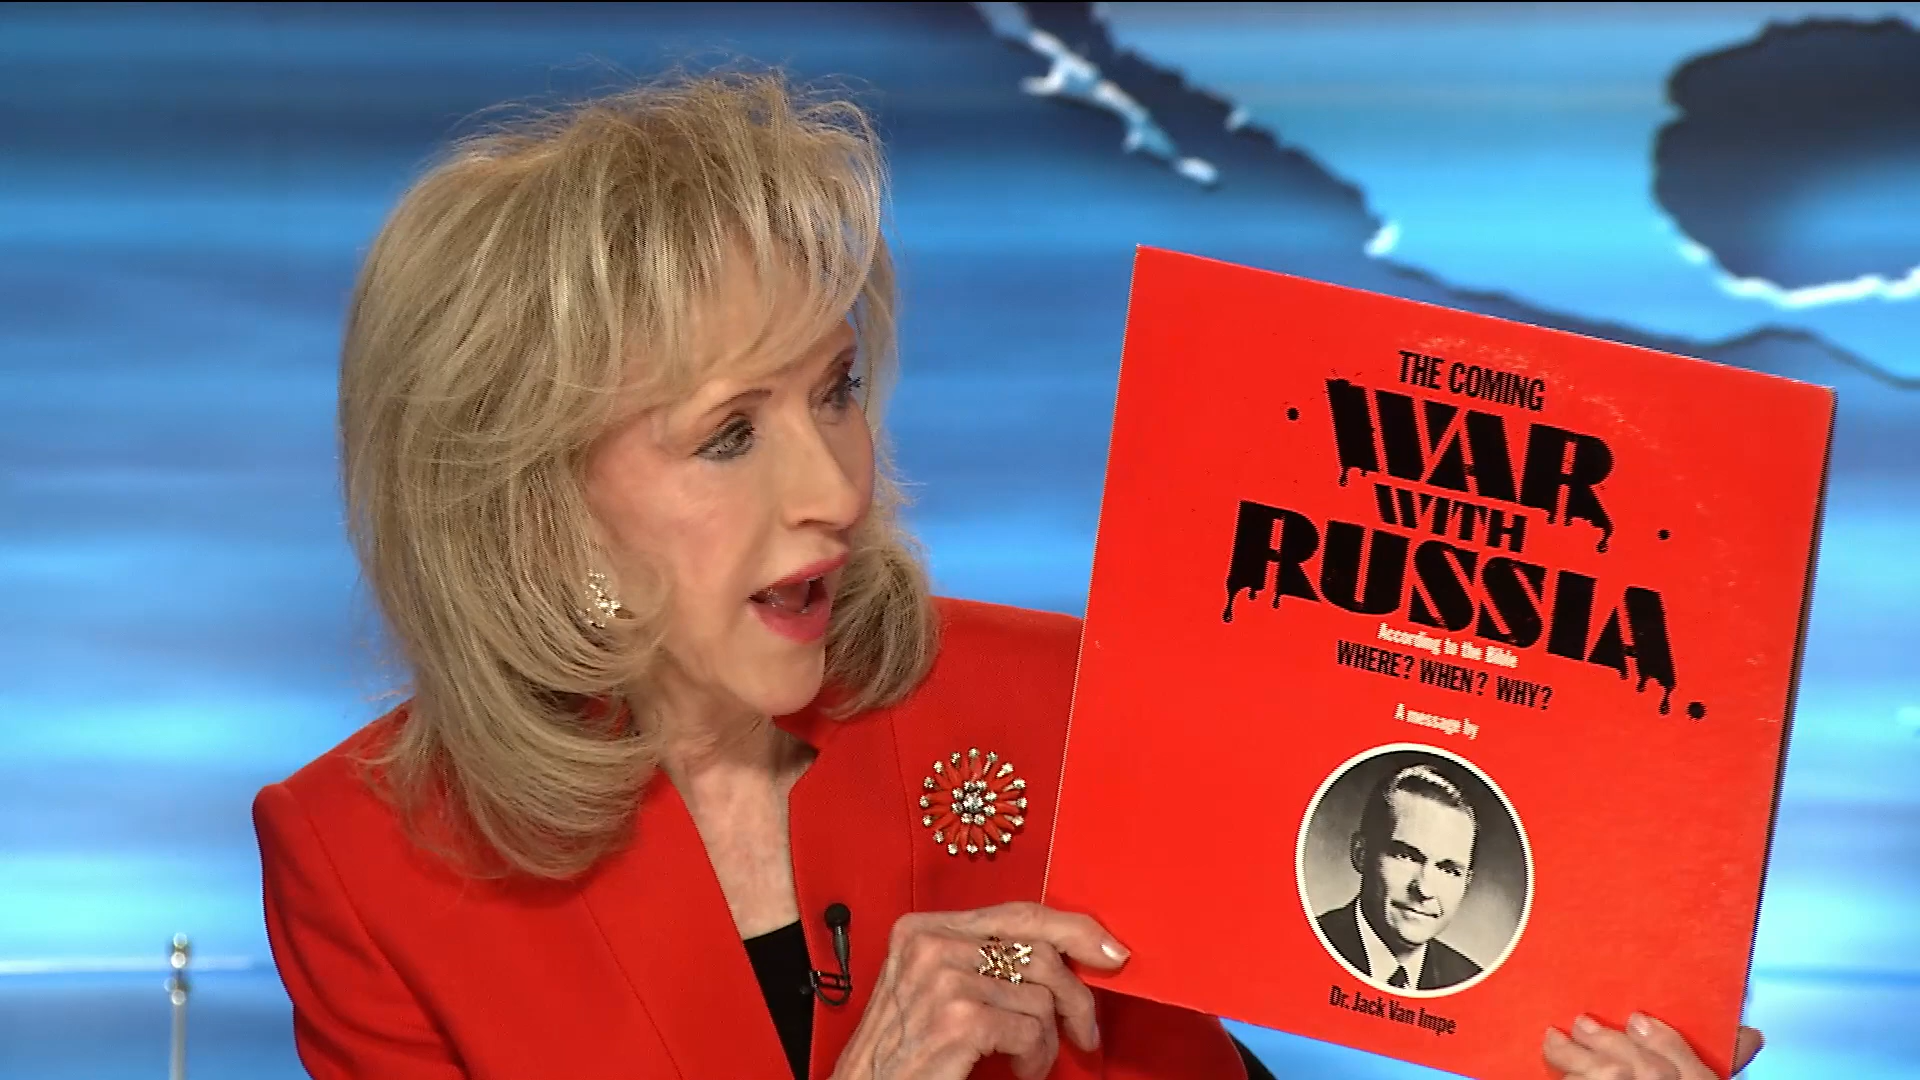 THE COMING
WAR
WITH
RUSSIA
According to the Bible
WHERE? WHEN? WHY?
A message by
Dr. Jack Van Impe